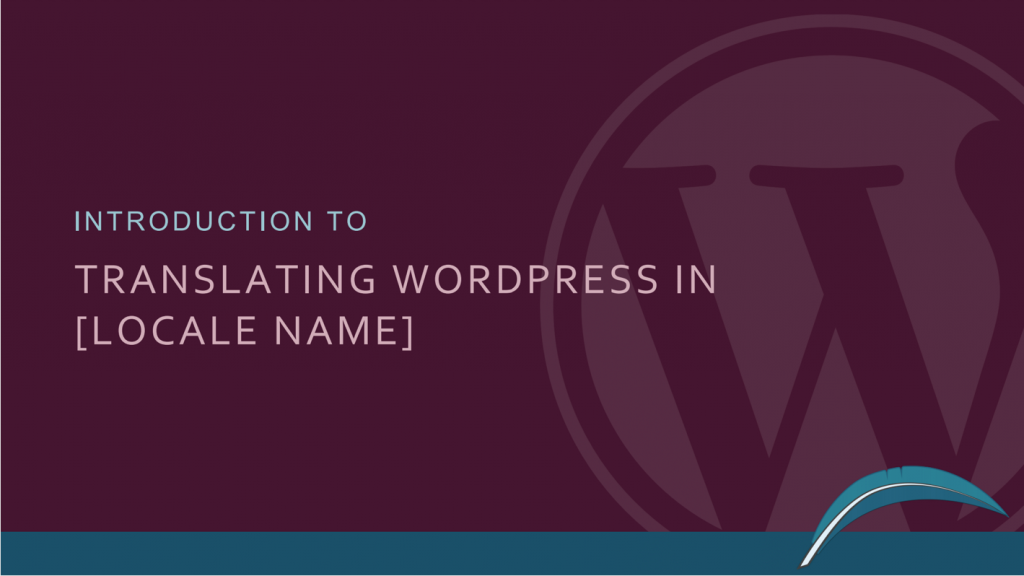 INTRODUCTION TO
TRANSLATING WORDPRESS IN
[LOCALE NAME]